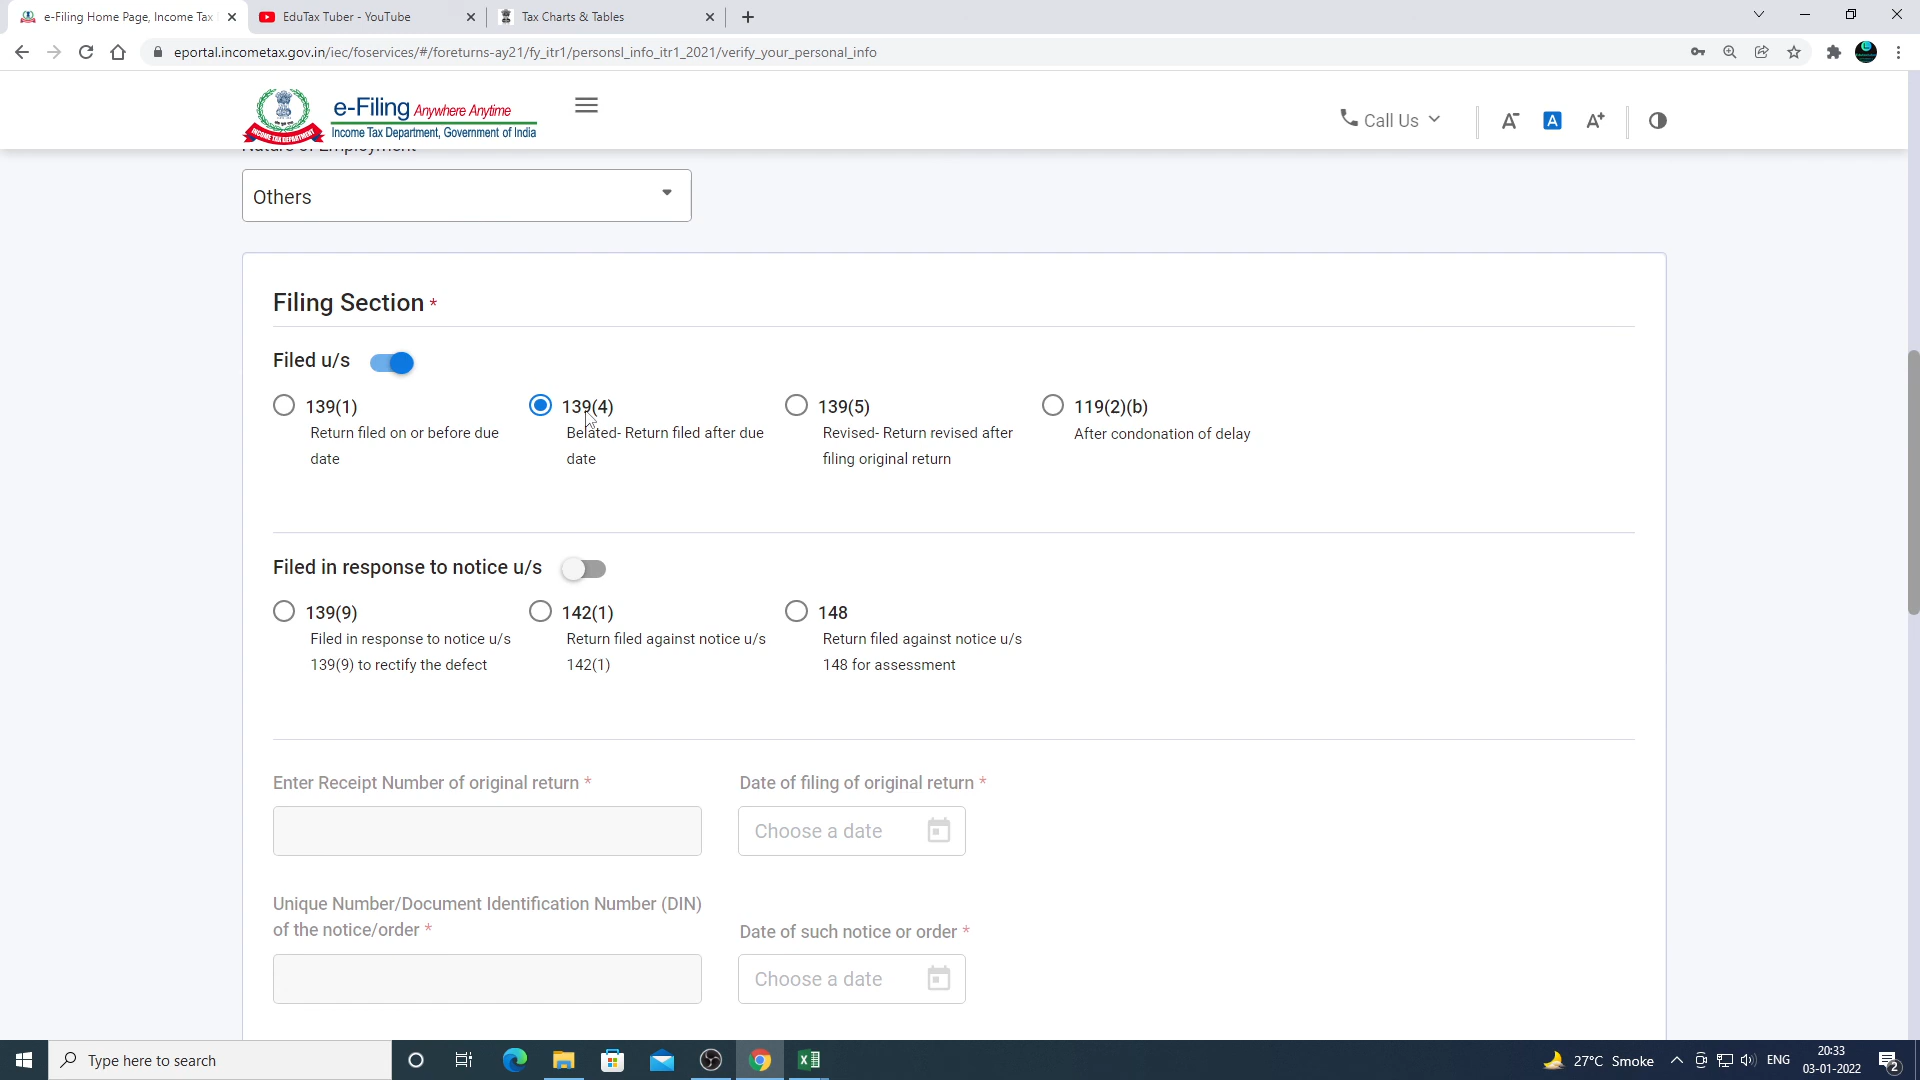 e-Filing Home Page, Income Tax
EduTax Tuber - YouTube
Tax Charts & Tables
eportal.incometax.gov.in/iec/foservices/#/foreturns-ay21/fy_itr1/personsl_info_itr1_2021/verify_your_personal_info
INCOME TAX DEPARTMENT
e-Filing Anywhere Anytime
Income Tax Department, Government of India
Call Us
A-
A
A+
Nature of Employment
Others
Filing Section *
Filed u/s
139(1)
Return filed on or before due
date
139(4)
Belated- Return filed after due
date
139(5)
Revised- Return revised after
filing original return
119(2)(b)
After condonation of delay
Filed in response to notice u/s
139(9)
Filed in response to notice u/s
139(9) to rectify the defect
142(1)
Return filed against notice u/s
142(1)
148
Return filed against notice u/s
148 for assessment
Enter Receipt Number of original return *
Date of filing of original return *
Choose a date
Unique Number/Document Identification Number (DIN)
of the notice/order *
Date of such notice or order *
Choose a date
Type here to search
27°C Smoke
ENG
20:33
03-01-2022
2